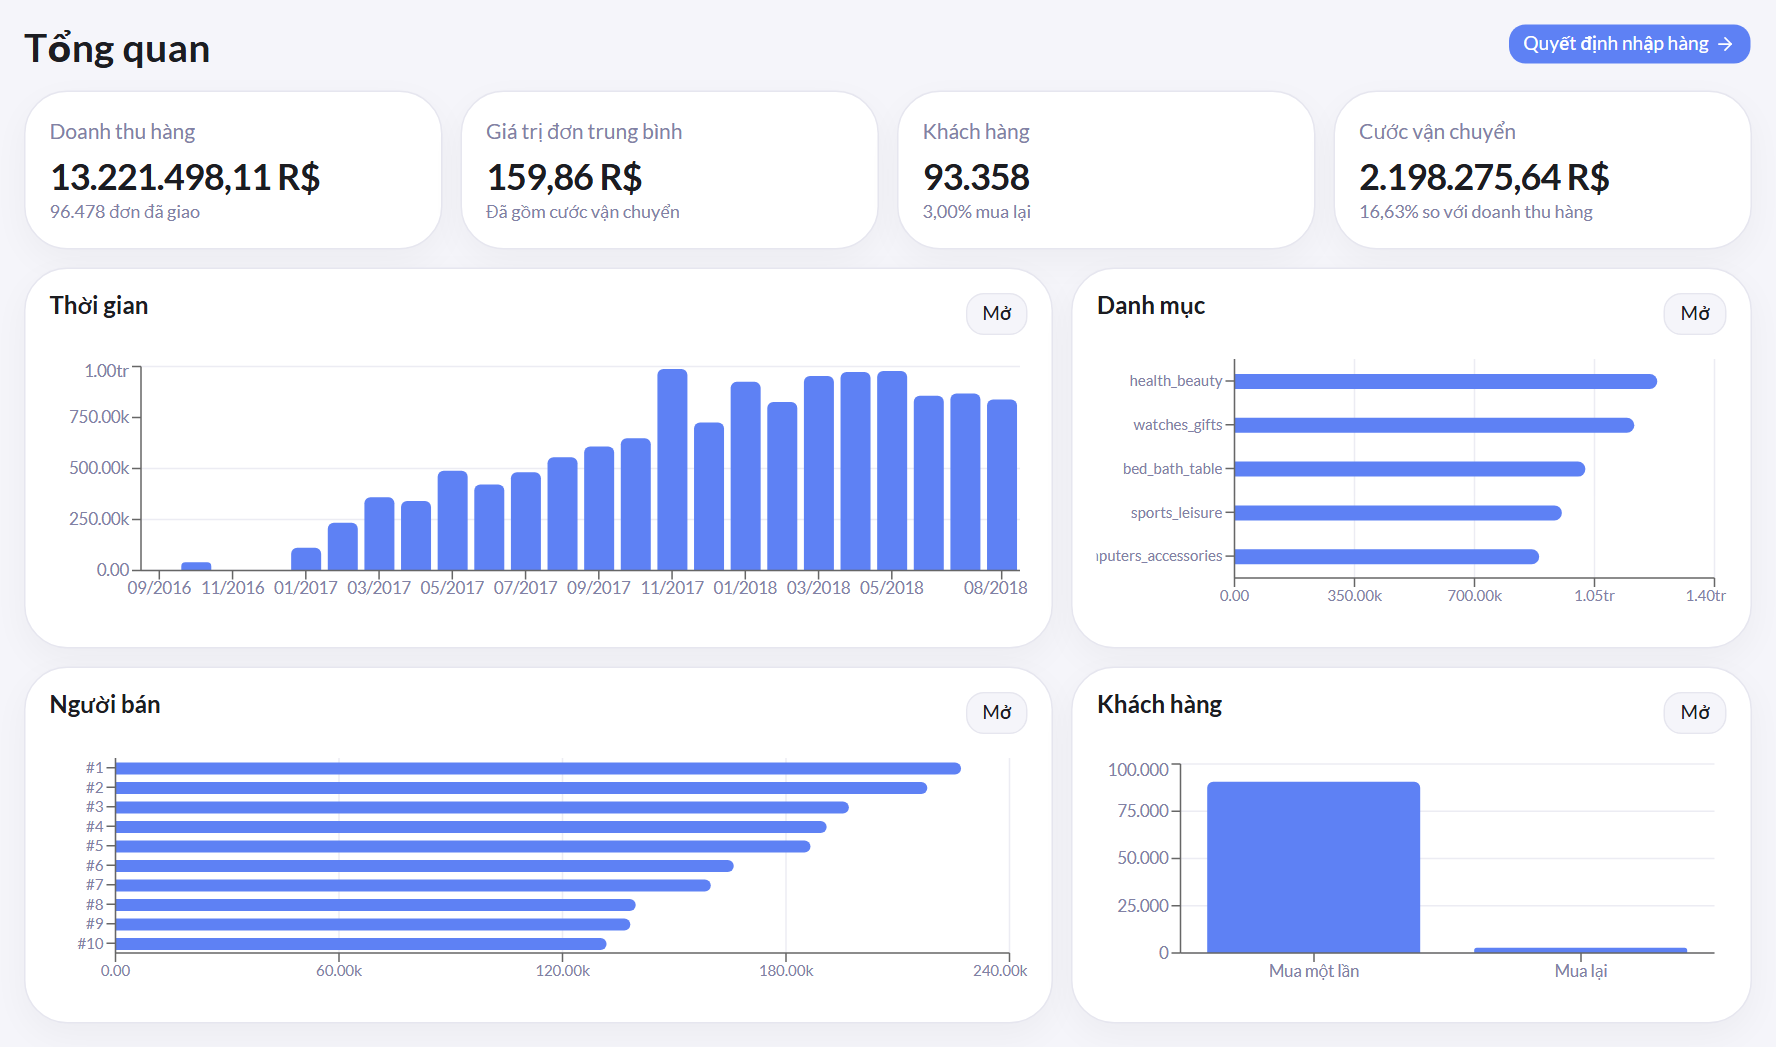 Tổng quan
Quyết định nhập hàng →
Doanh thu hàng
13.221.498,11 R$
96.478 đơn đã giao
Giá trị đơn trung bình
159,86 R$
Đã gồm cước vận chuyển
Khách hàng
93.358
3,00% mua lại
Cước vận chuyển
2.198.275,64 R$
16,63% so với doanh thu hàng
Thời gian
Mở
1.00tr
750.00k
500.00k
250.00k
0.00
09/2016 11/2016 01/2017 03/2017 05/2017 07/2017 09/2017 11/2017 01/2018 03/2018 05/2018 08/2018
Danh mục
Mở
health_beauty
watches_gifts
bed_bath_table
sports_leisure
nputers_accessories
0.00 350.00k 700.00k 1.05tr 1.40tr
Người bán
Mở
#1
#2
#3
#4
#5
#6
#7
#8
#9
#10
0.00 60.00k 120.00k 180.00k 240.00k
Khách hàng
Mở
100.000
75.000
50.000
25.000
0
Mua một lần Mua lại